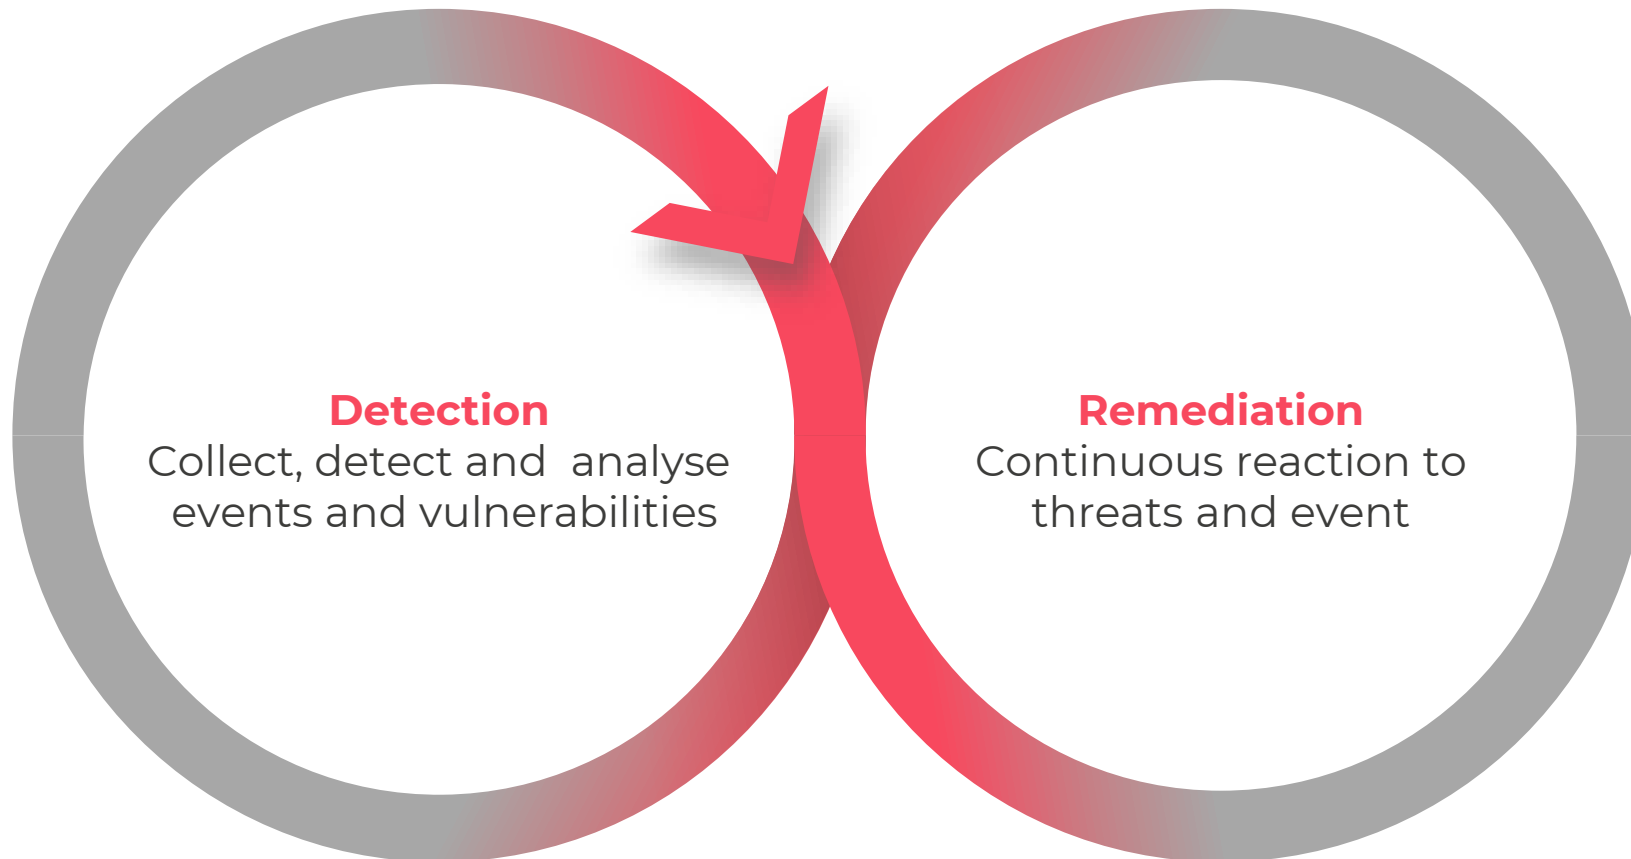 Detection
Collect, detect and  analyse
events and vulnerabilities
Remediation
Continuous reaction to
threats and event